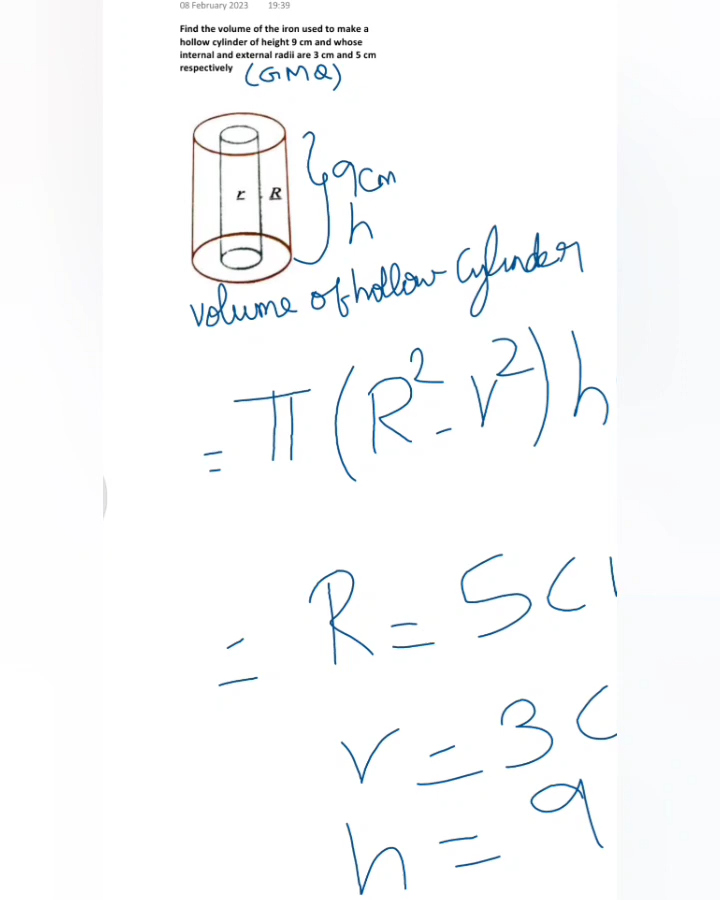 08 February 2023 19:39
Find the volume of the iron used to make a
hollow cylinder of height 9 cm and whose
internal and external radii are 3 cm and 5 cm
respectively (GMQ)
9cm
r R
h
volume of hollow Cylinder
= π (R² - r²) h
= R = 5C
r = 3C
h = 9